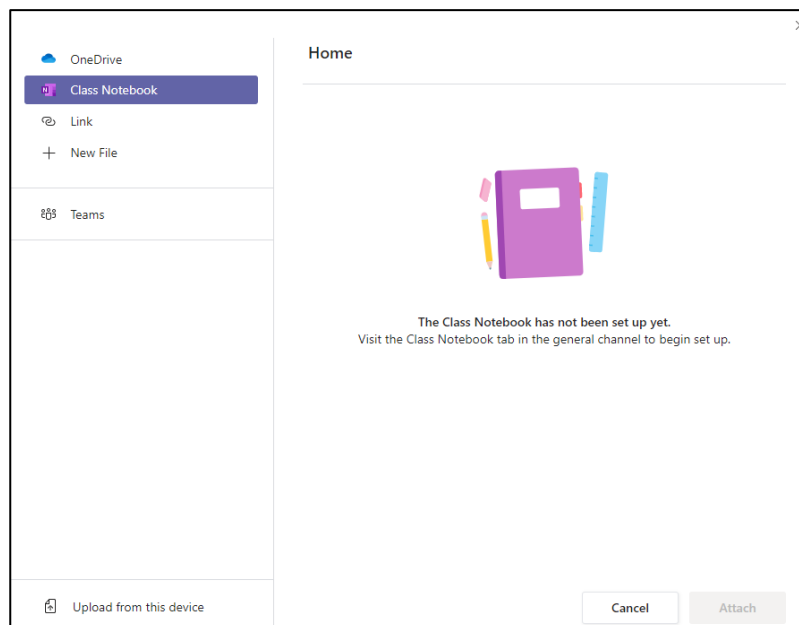 OneDrive
Class Notebook
Link
New File
Teams
Upload from this device
Home
The Class Notebook has not been set up yet.
Visit the Class Notebook tab in the general channel to begin set up.
Cancel
Attach